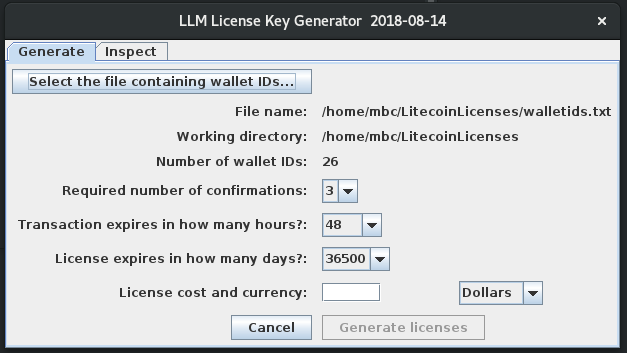 LLM License Key Generator 2018-08-14
Generate Inspect
Select the file containing wallet IDs...
File name: /home/mbc/LitecoinLicenses/walletids.txt
Working directory: /home/mbc/LitecoinLicenses
Number of wallet IDs: 26
Required number of confirmations: 3
Transaction expires in how many hours?: 48
License expires in how many days?: 36500
License cost and currency: Dollars
Cancel Generate licenses